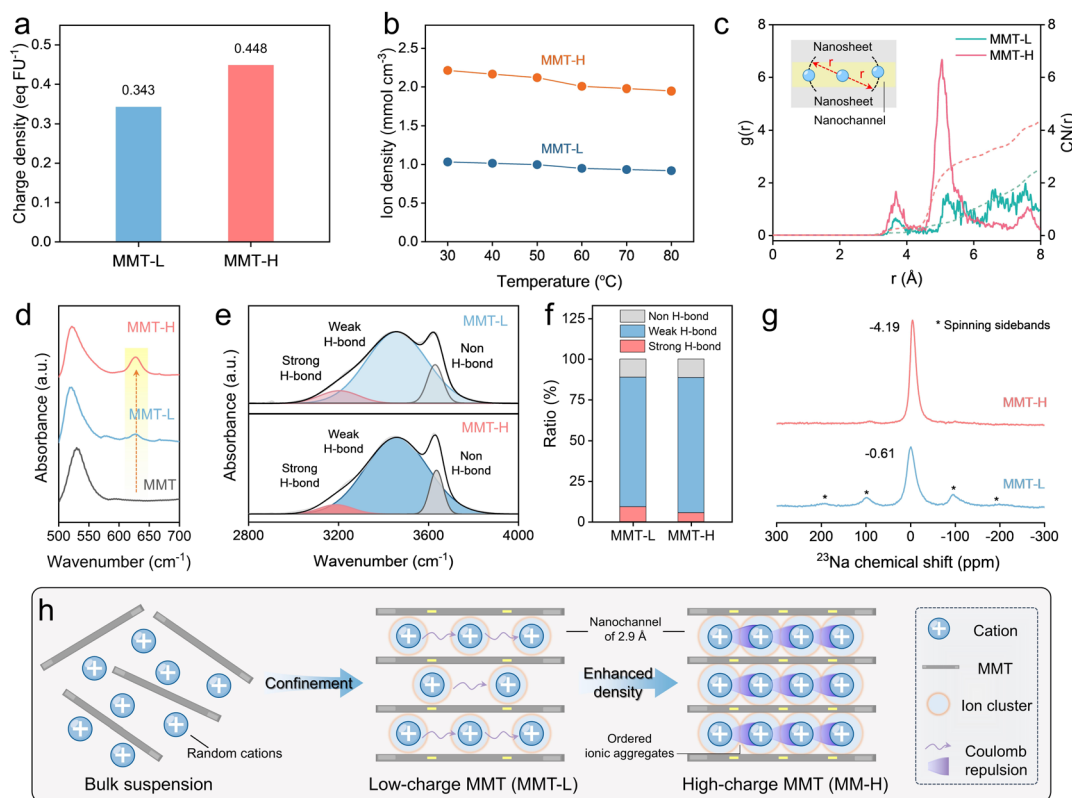 a
Charge density (eq FU⁻¹)
0.5
0.4
0.3
0.2
0.1
0.0
0.343
0.448
MMT-L
MMT-H
b
Ion density (mmol cm⁻³)
2.5
2.0
1.5
1.0
0.5
0.0
MMT-H
MMT-L
30 40 50 60 70 80
Temperature (°C)
c
g(r)
8
6
4
2
0
Nanosheet
r
r
Nanosheet
Nanochannel
MMT-L
MMT-H
8
6
4
2
0
CN(r)
0 2 4 6 8
r (Å)
d
Absorbance (a.u.)
MMT-H
MMT-L
MMT
500 550 600 650 700
Wavenumber (cm⁻¹)
e
Absorbance (a.u.)
MMT-L
Weak
H-bond
Strong
H-bond
Non
H-bond
MMT-H
Weak
H-bond
Strong
H-bond
Non
H-bond
2800 3200 3600 4000
Wavenumber (cm⁻¹)
f
Ratio (%)
125
100
75
50
25
0
Non H-bond
Weak H-bond
Strong H-bond
MMT-L
MMT-H
g
-4.19
* Spinning sidebands
MMT-H
-0.61
MMT-L
* * * *
300 200 100 0 -100 -200 -300
²³Na chemical shift (ppm)
h
Random cations
Bulk suspension
Confinement
Low-charge MMT (MMT-L)
Nanochannel
of 2.9 Å
Enhanced
density
Ordered
ionic aggregates
High-charge MMT (MM-H)
Cation
MMT
Ion cluster
Coulomb
repulsion